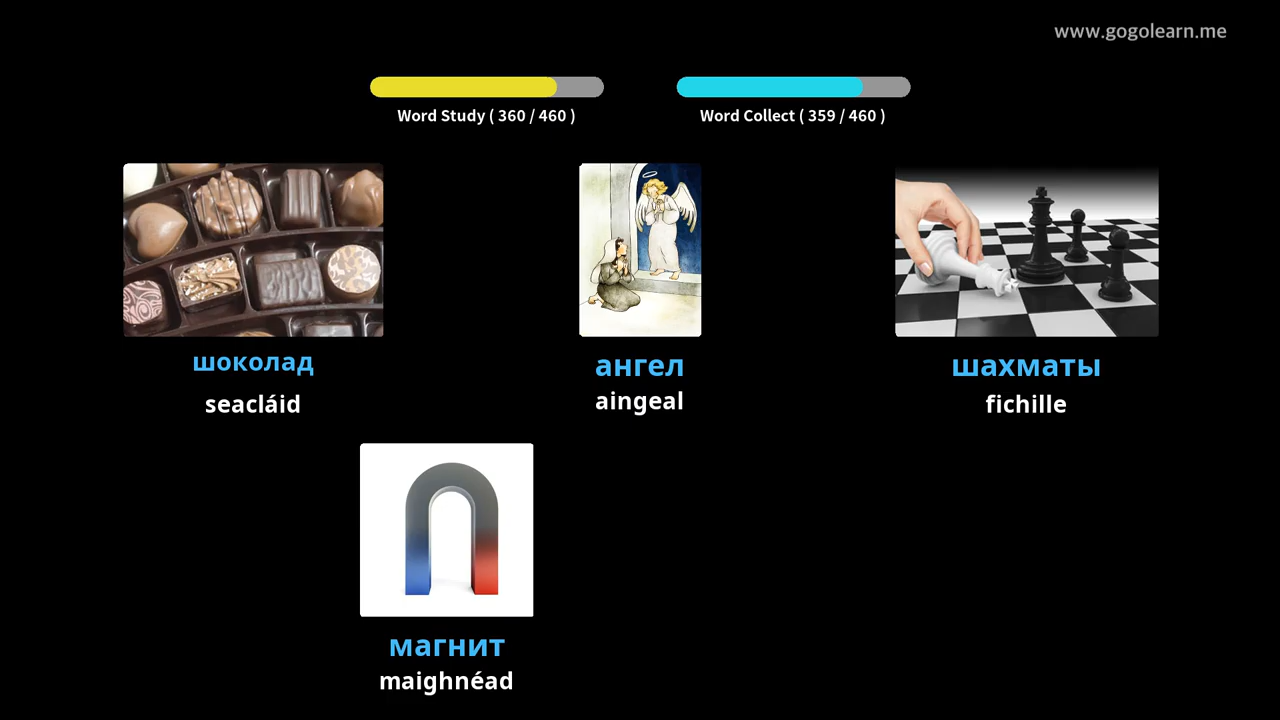 www.gogolearn.me
Word Study ( 360 / 460 )
Word Collect ( 359 / 460 )
шоколад
seacláid
ангел
aingeal
шахматы
fichille
магнит
maighnéad